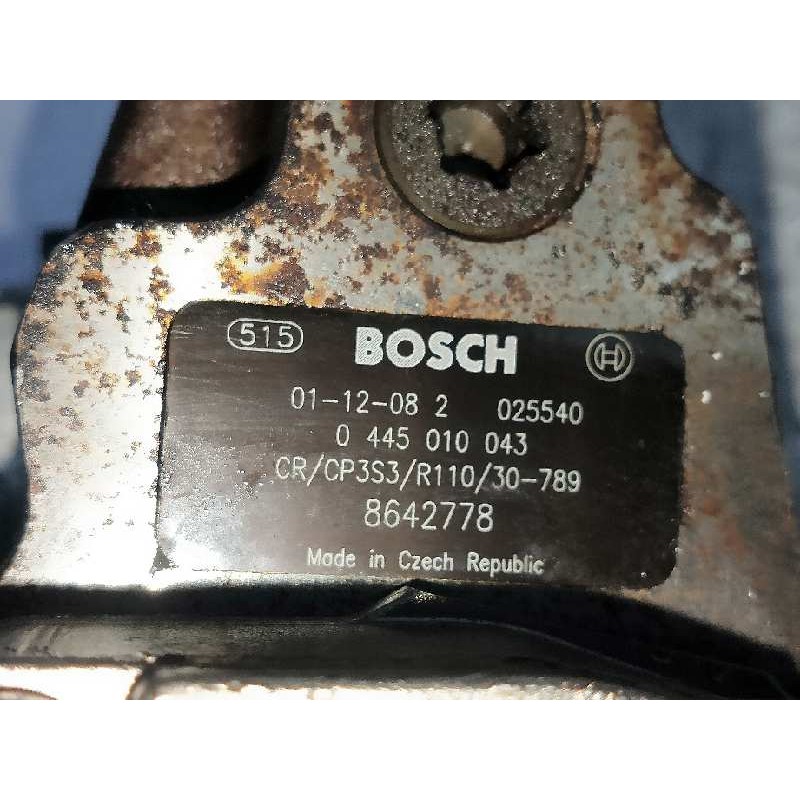 515 BOSCH
01-12-08 2 025540
0 445 010 043
CR/CP3S3/R110/30-789
8642778
Made in Czech Republic